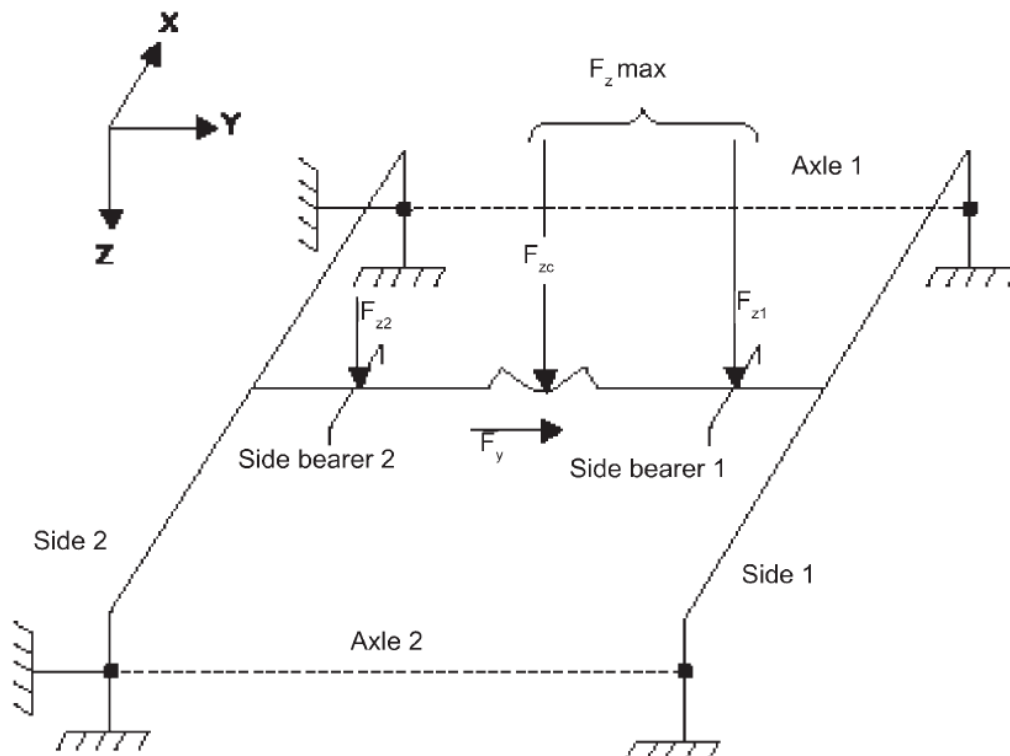 X
F_z max
Y
Axle 1
Z
F_zc
F_z2
F_z1
Side bearer 2
F_y
Side bearer 1
Side 2
Side 1
Axle 2